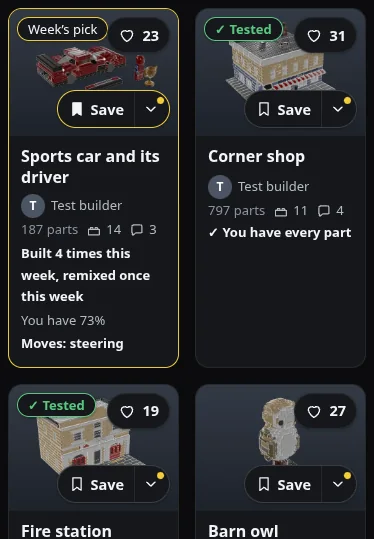 Week's pick
23
Save
Sports car and its
driver
T Test builder
187 parts 14 3
Built 4 times this
week, remixed once
this week
You have 73%
Moves: steering
✓ Tested
31
Save
Corner shop
T Test builder
797 parts 11 4
✓ You have every part
✓ Tested
19
Save
Fire station
27
Save
Barn owl